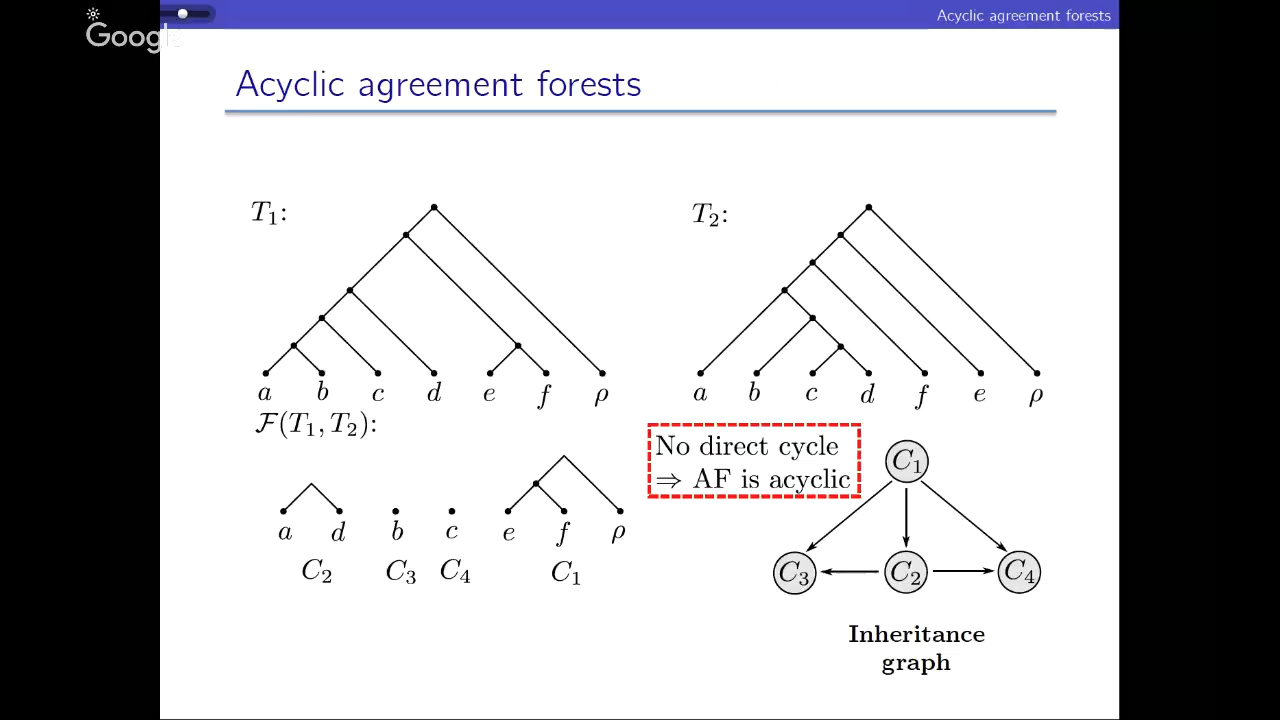 Acyclic agreement forests
Google
Acyclic agreement forests
T₁:
T₂:
a b c d e f ρ
a b c d f e ρ
F(T₁, T₂):
No direct cycle
⇒ AF is acyclic
C₁
a d b c e f ρ
C₂ C₃ C₄ C₁
C₃ C₂ C₄
Inheritance
graph